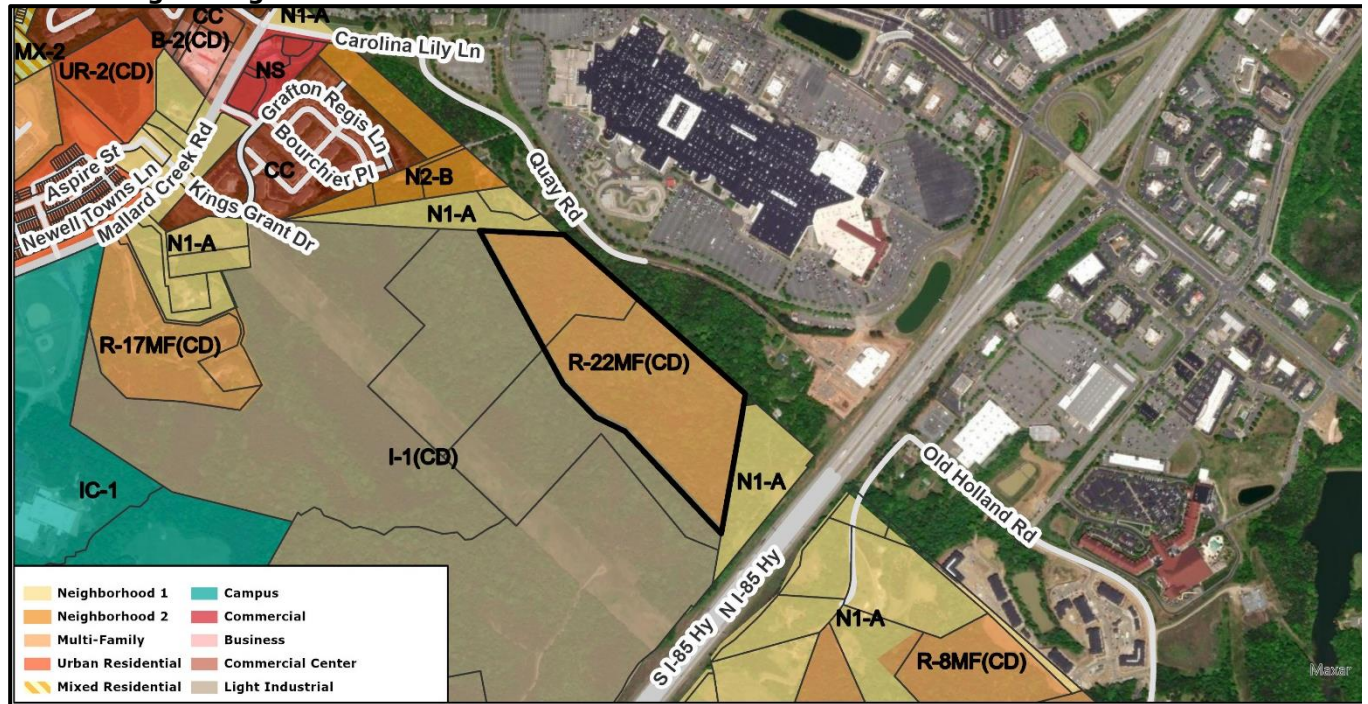 CC
N1-A
B-2(CD)
MX-2
UR-2(CD)
NS
Carolina Lily Ln
Grafton Regis Ln
Bourchier Pl
CC
Aspire St
Newell Towns Ln
Mallard Creek Rd
Kings Grant Dr
N2-B
Quay Rd
N1-A
N1-A
R-17MF(CD)
R-22MF(CD)
I-1(CD)
IC-1
N1-A
Old Holland Rd
S I-85 Hy
N I-85 Hy
N1-A
R-8MF(CD)
Maxar
Neighborhood 1
Neighborhood 2
Multi-Family
Urban Residential
Mixed Residential
Campus
Commercial
Business
Commercial Center
Light Industrial